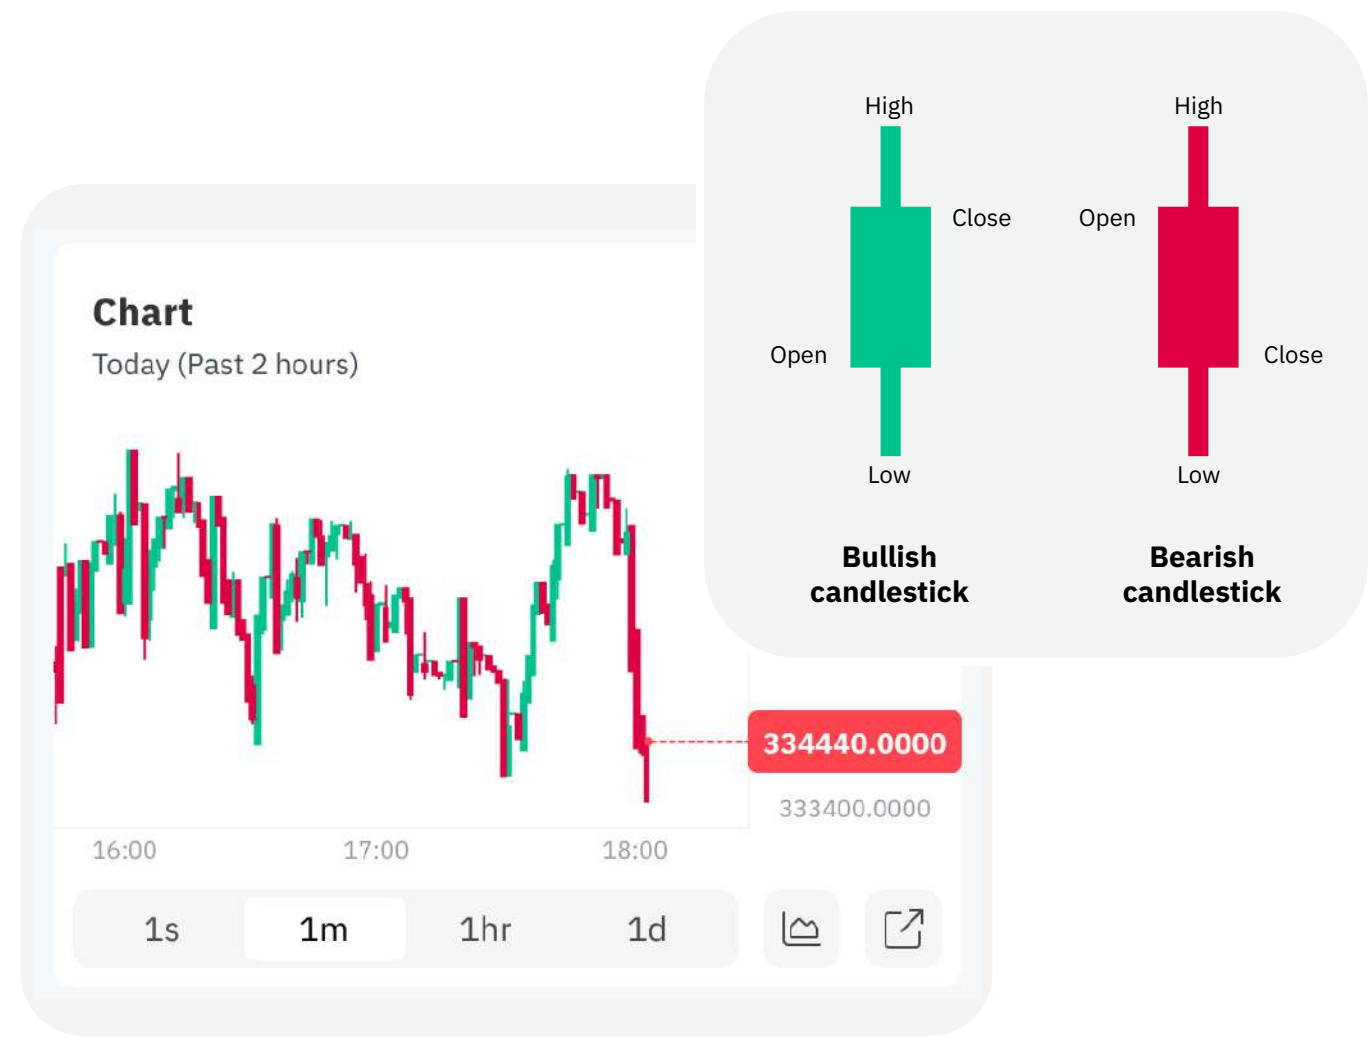 High
High
Close
Open
Open
Close
Low
Low
Bullish
candlestick
Bearish
candlestick
Chart
Today (Past 2 hours)
334440.0000
333400.0000
16:00
17:00
18:00
1s
1m
1hr
1d